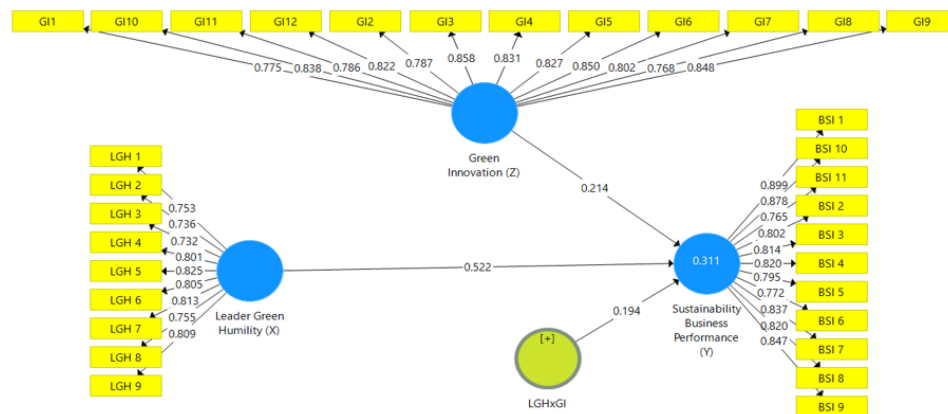 GI1 GI10 GI11 GI12 GI2 GI3 GI4 GI5 GI6 GI7 GI8 GI9
0.775 0.838 0.786 0.822 0.787 0.858 0.831 0.827 0.850 0.802 0.768 0.848
Green
Innovation (Z)
LGH 1
LGH 2
LGH 3
LGH 4
LGH 5
LGH 6
LGH 7
LGH 8
LGH 9
0.753
0.736
0.732
0.801
0.825
0.805
0.813
0.755
0.809
Leader Green
Humility (X)
0.214
0.522
0.194
[+]
LGHxGI
0.311
Sustainability
Business
Performance
(Y)
0.899
0.878
0.765
0.802
0.814
0.820
0.795
0.772
0.837
0.820
0.847
BSI 1
BSI 10
BSI 11
BSI 2
BSI 3
BSI 4
BSI 5
BSI 6
BSI 7
BSI 8
BSI 9